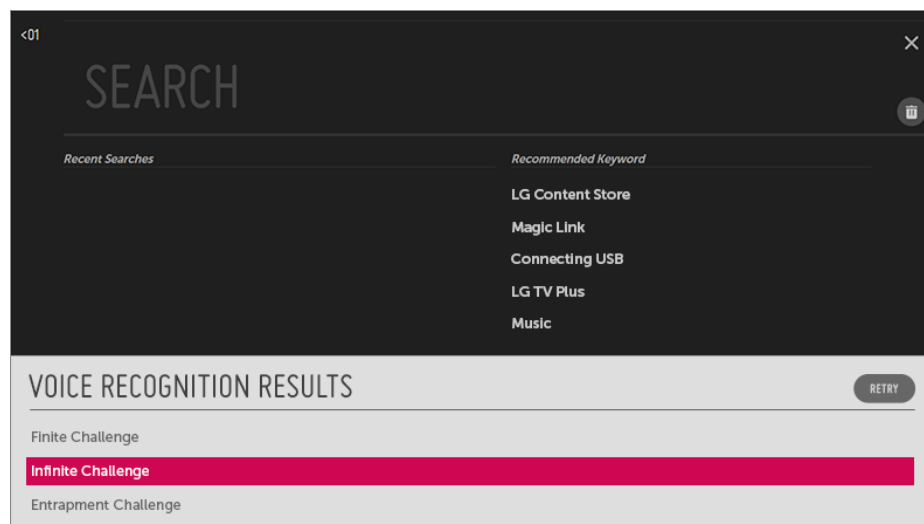 <01
SEARCH
Recent Searches
Recommended Keyword
LG Content Store
Magic Link
Connecting USB
LG TV Plus
Music
VOICE RECOGNITION RESULTS
RETRY
Finite Challenge
Infinite Challenge
Entrapment Challenge